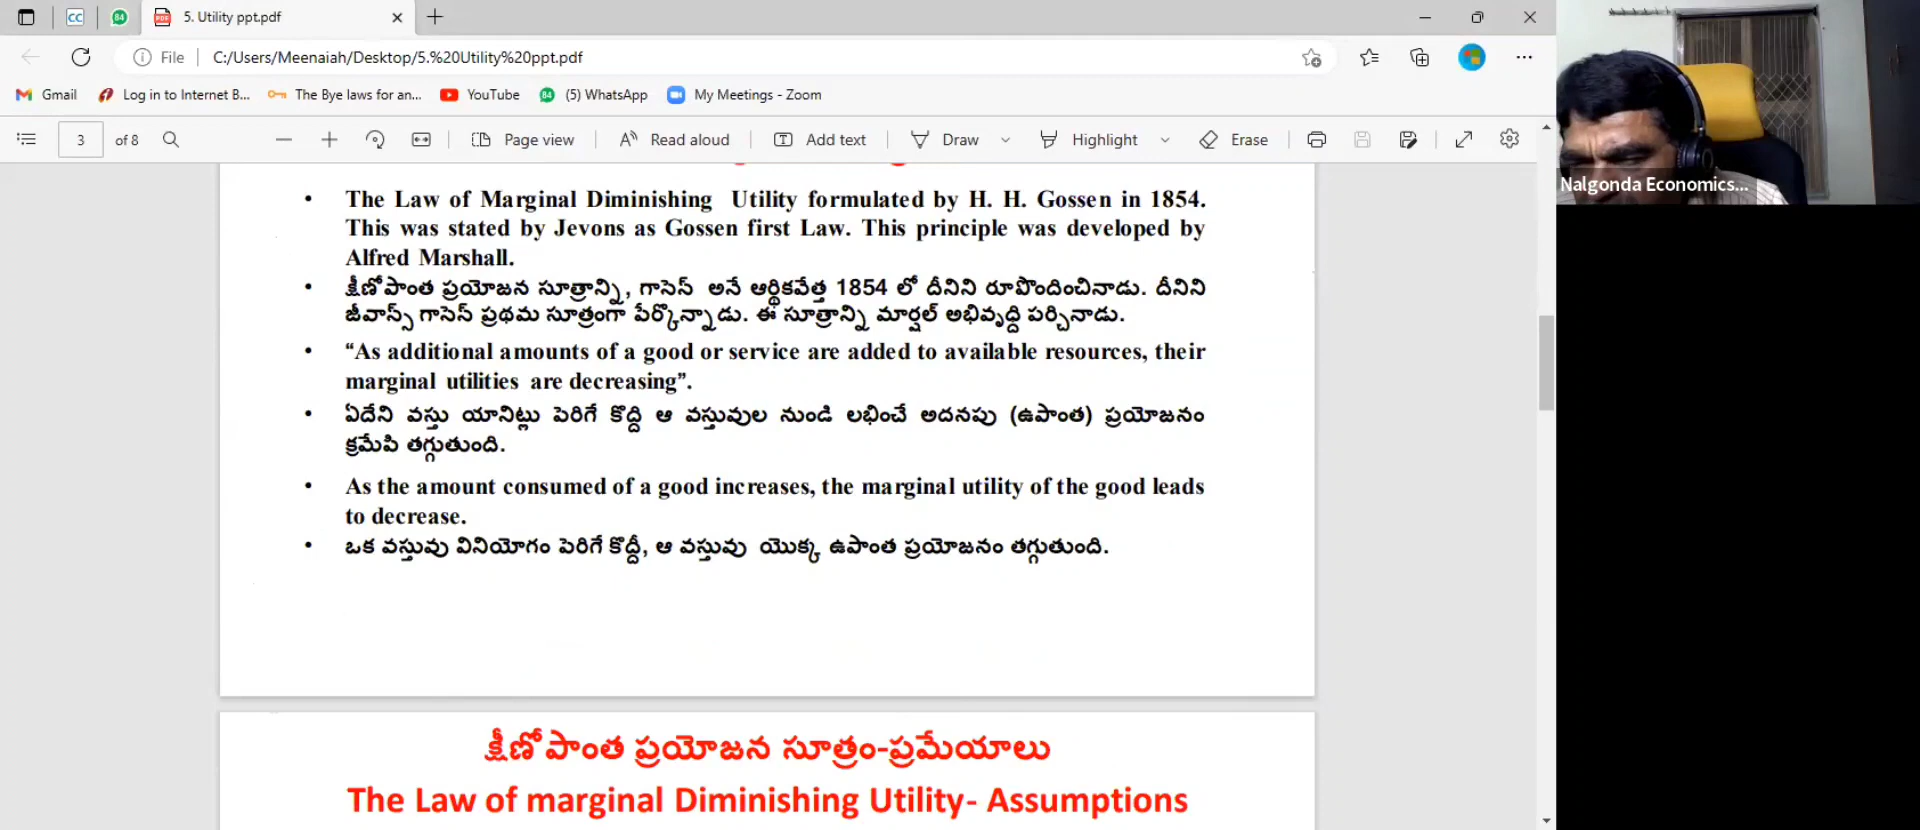 5. Utility ppt.pdf
File C:/Users/Meenaiah/Desktop/5.%20Utility%20ppt.pdf
Gmail Log in to Internet B... The Bye laws for an... YouTube (5) WhatsApp My Meetings - Zoom
3 of 8 Page view Read aloud Add text Draw Highlight Erase
Nalgonda Economics...
• The Law of Marginal Diminishing Utility formulated by H. H. Gossen in 1854.
This was stated by Jevons as Gossen first Law. This principle was developed by
Alfred Marshall.
• క్షీణోపాంత ప్రయోజన సూత్రాన్ని, గాసెస్ అనే ఆర్థికవేత్త 1854 లో దీనిని రూపొందించినాడు. దీనిని
జీవాన్స్ గాసెస్ ప్రథమ సూత్రంగా పేర్కొన్నాడు. ఈ సూత్రాన్ని మార్షల్ అభివృద్ది పర్చినాడు.
• “As additional amounts of a good or service are added to available resources, their
marginal utilities are decreasing”.
• ఏదేని వస్తు యూనిట్లు పెరిగే కొద్ది ఆ వస్తువుల నుండి లభించే అదనపు (ఉపాంత) ప్రయోజనం
క్రమేపి తగ్గుతుంది.
• As the amount consumed of a good increases, the marginal utility of the good leads
to decrease.
• ఒక వస్తువు వినియోగం పెరిగే కొద్దీ, ఆ వస్తువు యొక్క ఉపాంత ప్రయోజనం తగ్గుతుంది.
క్షీణోపాంత ప్రయోజన సూత్రం-ప్రమేయాలు
The Law of marginal Diminishing Utility- Assumptions